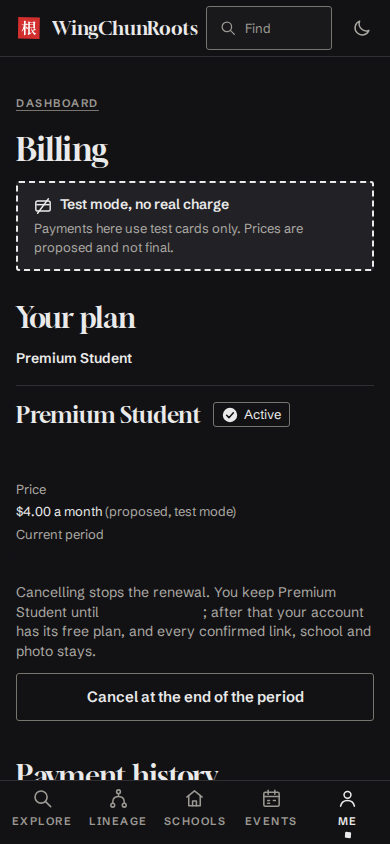 根 WingChunRoots Find
DASHBOARD
Billing
Test mode, no real charge
Payments here use test cards only. Prices are
proposed and not final.
Your plan
Premium Student
Premium Student Active
Price
$4.00 a month (proposed, test mode)
Current period
Cancelling stops the renewal. You keep Premium
Student until ; after that your account
has its free plan, and every confirmed link, school and
photo stays.
Cancel at the end of the period
Payment history
EXPLORE LINEAGE SCHOOLS EVENTS ME